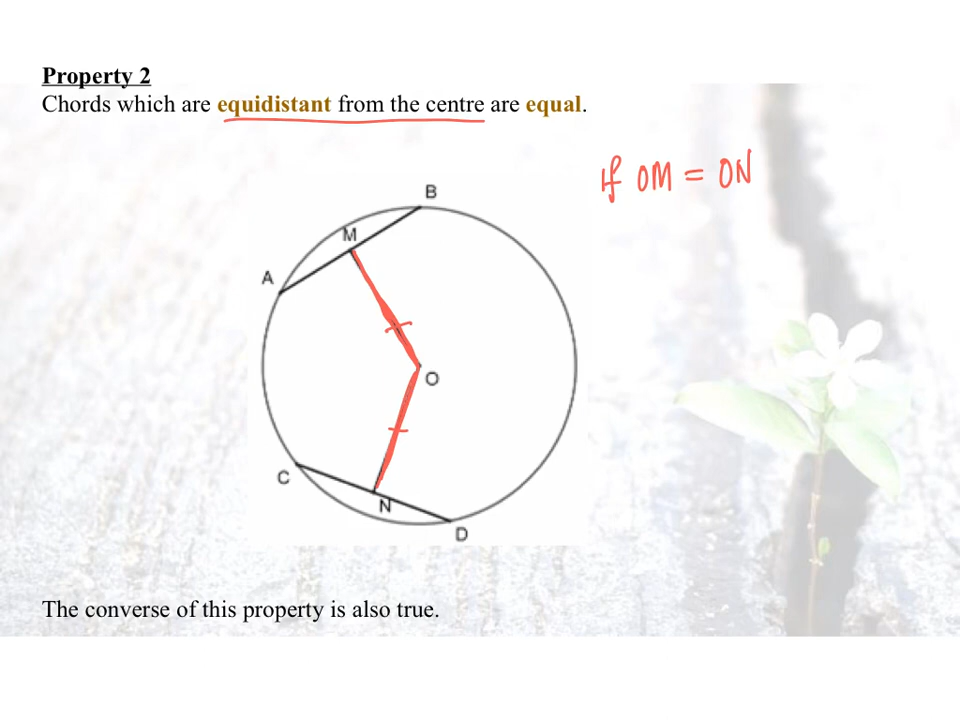 Property 2
Chords which are equidistant from the centre are equal.
if OM = ON
B
M
A
O
C
N
D
The converse of this property is also true.